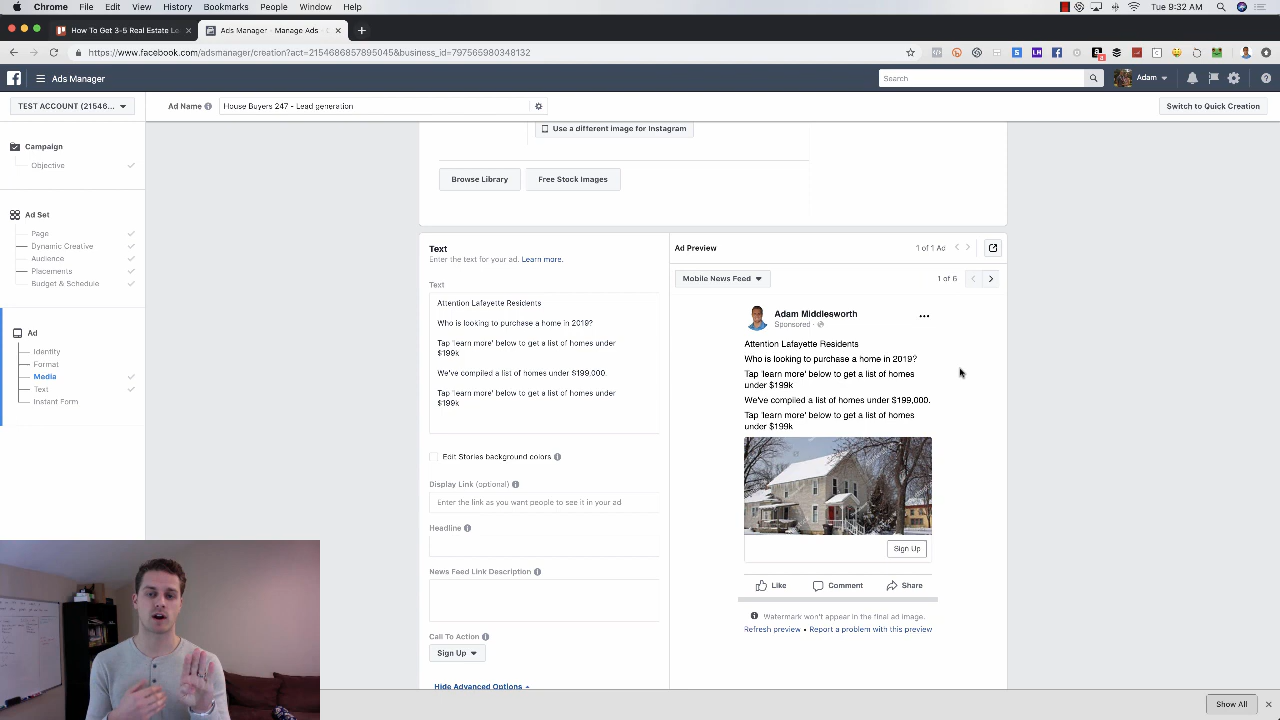 Chrome File Edit View History Bookmarks People Window Help
Tue 9:32 AM
How To Get 3-5 Real Estate Lo
Ads Manager - Manage Ads -
https://www.facebook.com/adsmanager/creation?act=2154686857895045&business_id=797565980348132
Ads Manager
Search
Adam
TEST ACCOUNT (21546...
Ad Name
House Buyers 247 - Lead generation
Switch to Quick Creation
Campaign
Objective
Ad Set
Page
Dynamic Creative
Audience
Placements
Budget & Schedule
Ad
Identity
Format
Media
Text
Instant Form
Use a different image for Instagram
Browse Library
Free Stock Images
Text
Enter the text for your ad. Learn more.
Text
Attention Lafayette Residents
Who is looking to purchase a home in 2019?
Tap 'learn more' below to get a list of homes under
$199k
We've compiled a list of homes under $199,000.
Tap 'learn more' below to get a list of homes under
$199k
Edit Stories background colors
Display Link (optional)
Enter the link as you want people to see it in your ad
Headline
News Feed Link Description
Call To Action
Sign Up
Hide Advanced Options
Ad Preview
1 of 1 Ad
Mobile News Feed
1 of 6
Adam Middlesworth
Sponsored ·
Attention Lafayette Residents
Who is looking to purchase a home in 2019?
Tap 'learn more' below to get a list of homes
under $199k
We've compiled a list of homes under $199,000.
Tap 'learn more' below to get a list of homes
under $199k
Sign Up
Like
Comment
Share
Watermark won't appear in the final ad image.
Refresh preview • Report a problem with this preview
Show All